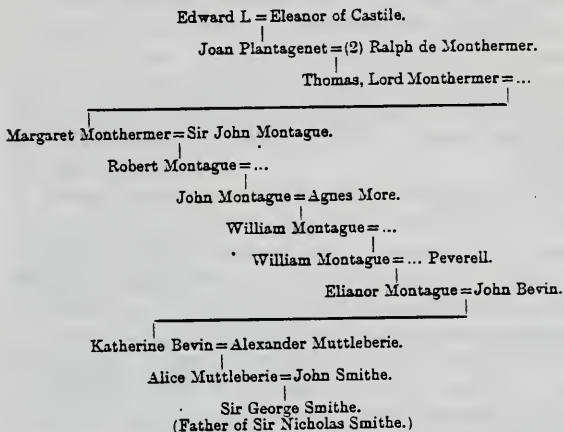 Edward I. = Eleanor of Castile.
Joan Plantagenet = (2) Ralph de Monthermer.
Thomas, Lord Monthermer = ...
Margaret Monthermer = Sir John Montague.
Robert Montague = ...
John Montague = Agnes More.
William Montague = ...
William Montague = ... Peverell.
Elianor Montague = John Bevin.
Katherine Bevin = Alexander Muttleberie.
Alice Muttleberie = John Smithe.
Sir George Smithe.
(Father of Sir Nicholas Smithe.)